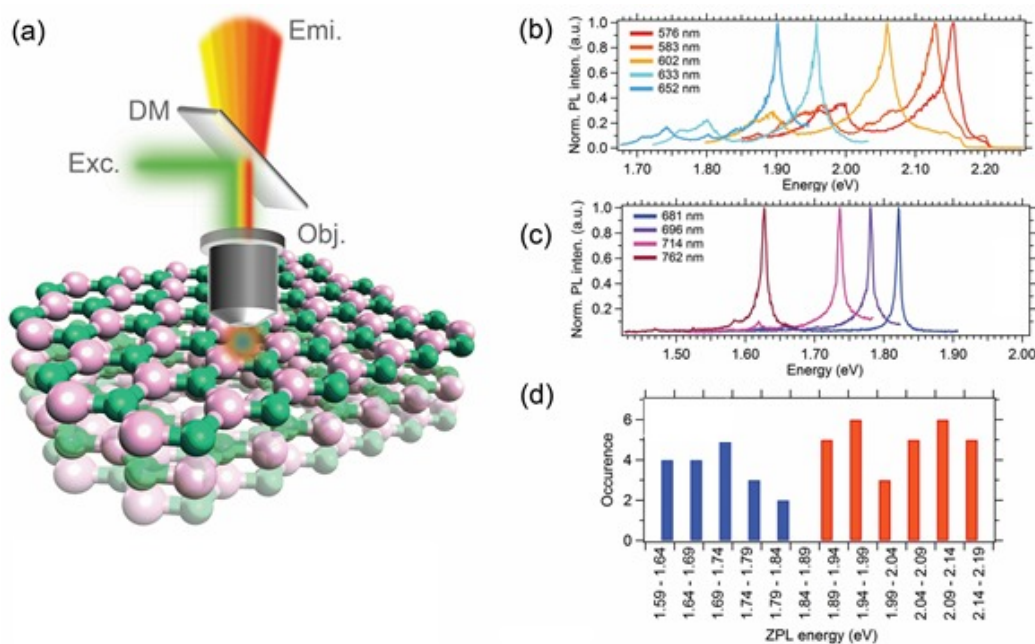 (a)
Emi.
DM
Exc.
Obj.
(b)
Norm. PL inten. (a.u.)
1.0
0.8
0.6
0.4
0.2
0.0
576 nm
583 nm
602 nm
633 nm
652 nm
1.70
1.80
1.90
2.00
2.10
2.20
Energy (eV)
(c)
Norm. PL inten. (a.u.)
1.0
0.8
0.6
0.4
0.2
681 nm
696 nm
714 nm
762 nm
1.50
1.60
1.70
1.80
1.90
2.00
Energy (eV)
(d)
Occurence
6
4
2
0
1.59 - 1.64
1.64 - 1.69
1.69 - 1.74
1.74 - 1.79
1.79 - 1.84
1.84 - 1.89
1.89 - 1.94
1.94 - 1.99
1.99 - 2.04
2.04 - 2.09
2.09 - 2.14
2.14 - 2.19
ZPL energy (eV)